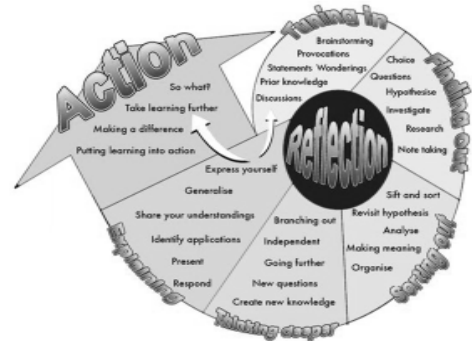 Action
So what?
Take learning further
Making a difference
Putting learning into action
Tuning in
Brainstorming
Provocations
Statements Wonderings
Prior knowledge
Discussions
Finding out
Choice
Questions
Hypothesise
Investigate
Research
Note taking
Reflection
Sorting out
Sift and sort
Revisit hypothesis
Analyse
Making meaning
Organise
Thinking deeper
Branching out
Independent
Going further
New questions
Create new knowledge
Explaining
Express yourself
Generalise
Share your understandings
Identify applications
Present
Respond